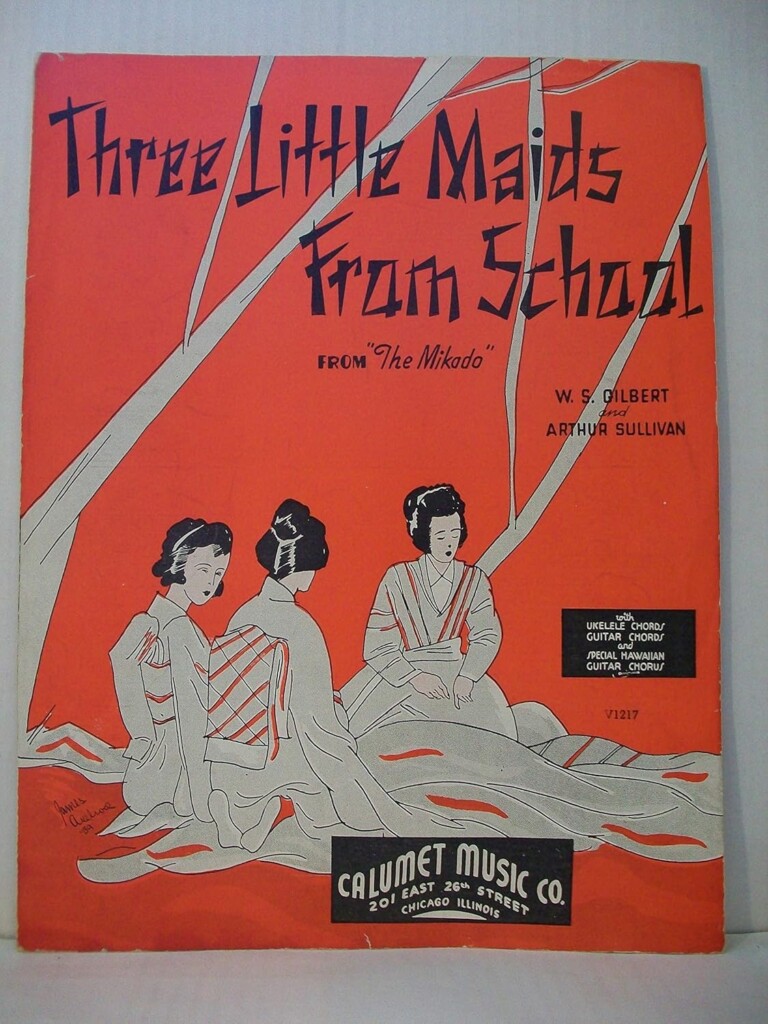 Three Little Maids
From School
FROM "The Mikado"
W. S. GILBERT
and
ARTHUR SULLIVAN
with
UKELELE CHORDS
GUITAR CHORDS
and
SPECIAL HAWAIIAN
GUITAR CHORUS
V1217
James
CALUMET MUSIC CO.
201 EAST 26th STREET
CHICAGO ILLINOIS